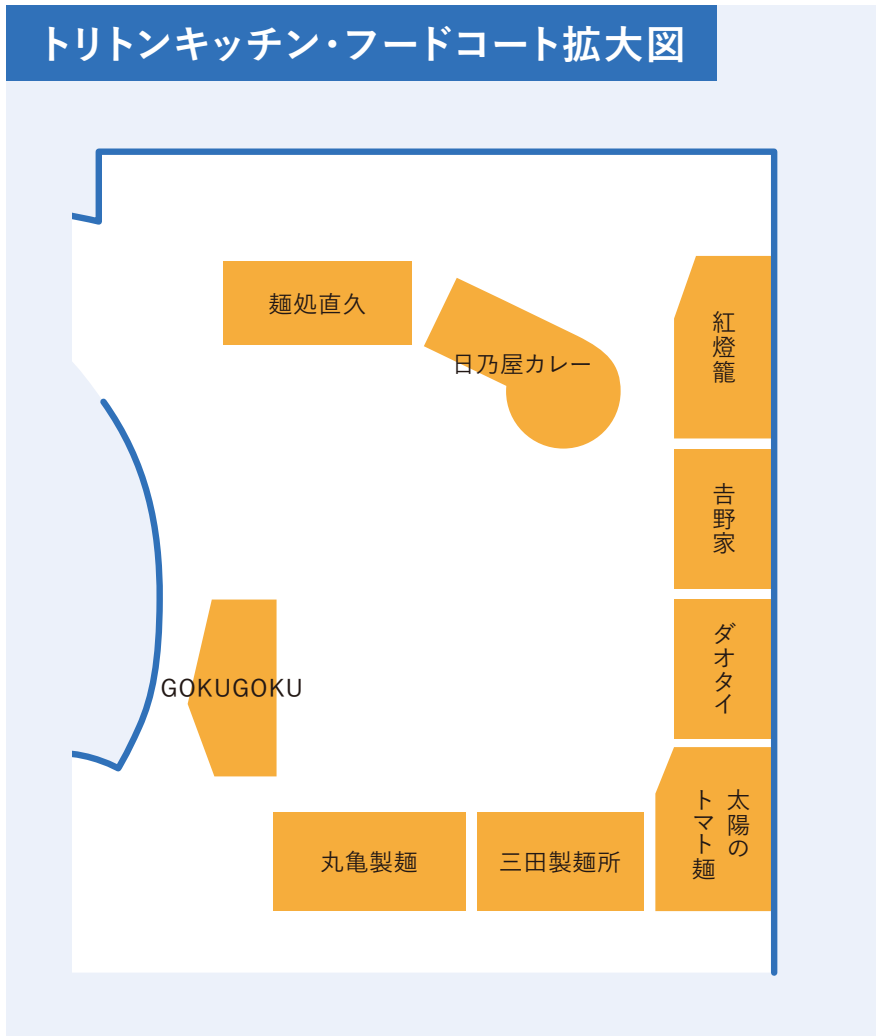 トリトンキッチン・フードコート拡大図
麺処直久
日乃屋カレー
紅燈籠
𠮷野家
ダオタイ
GOKUGOKU
太陽の
トマト麺
丸亀製麺
三田製麺所